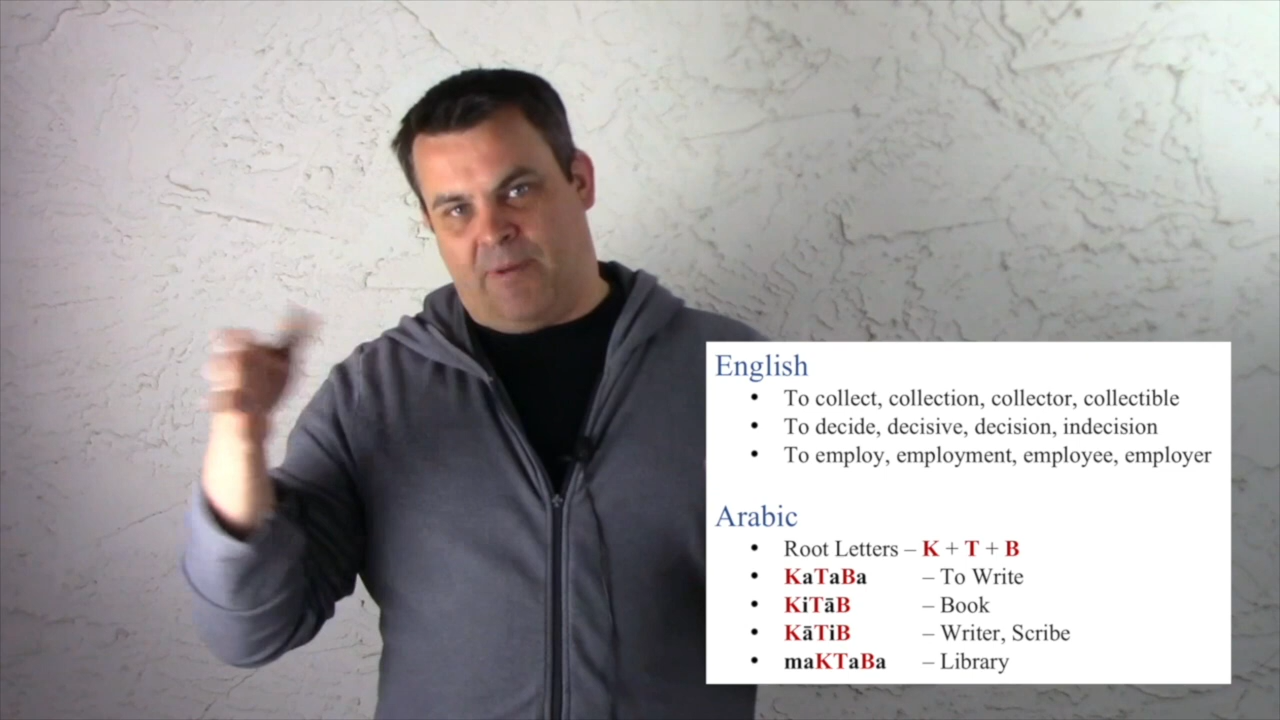 English
• To collect, collection, collector, collectible
• To decide, decisive, decision, indecision
• To employ, employment, employee, employer
Arabic
• Root Letters – K + T + B
• KaTaBa – To Write
• KiTāB – Book
• KāTiB – Writer, Scribe
• maKTaBa – Library